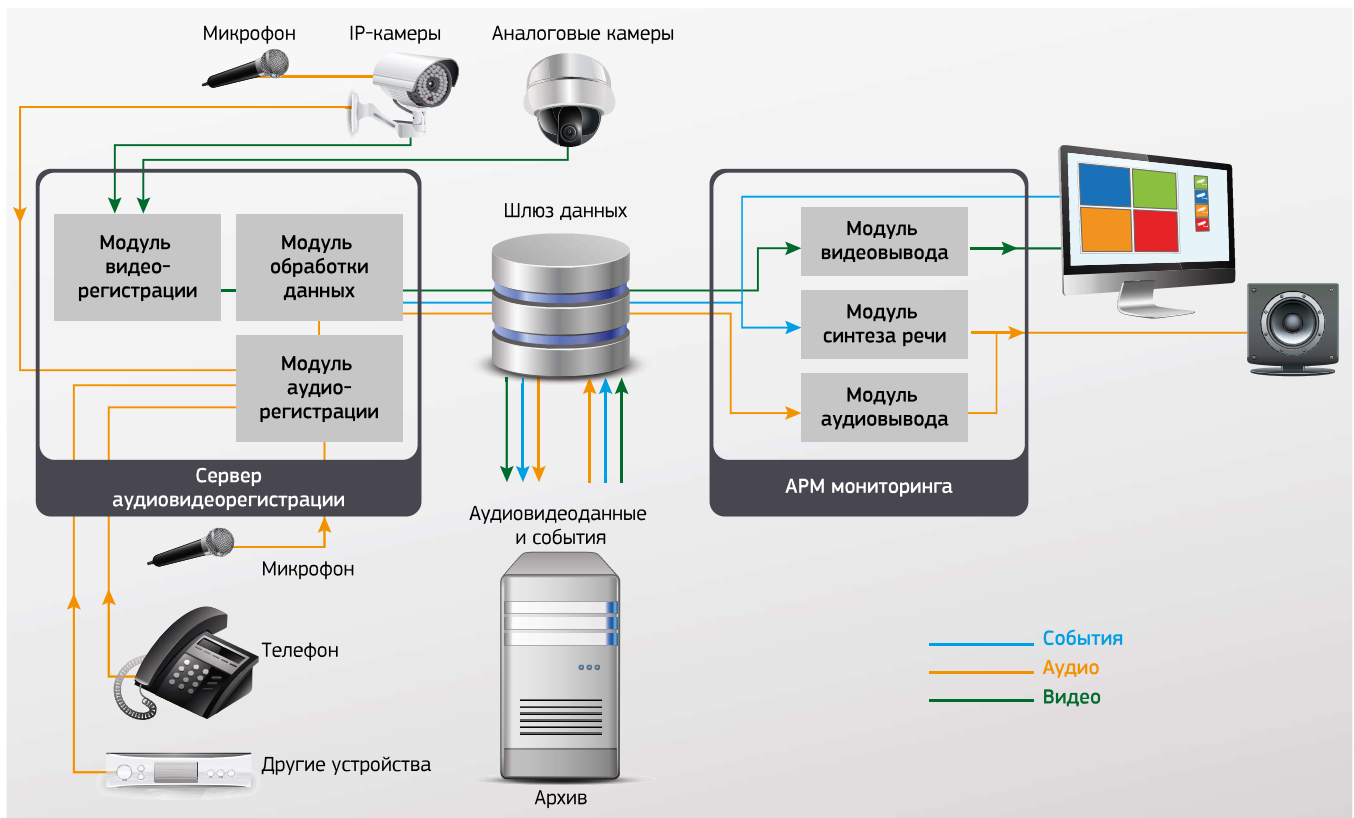 Микрофон
IP-камеры
Аналоговые камеры
Шлюз данных
Модуль
видео-
регистрации
Модуль
обработки
данных
Модуль
аудио-
регистрации
Сервер
аудиовидеорегистрации
Модуль
видеовывода
Модуль
синтеза речи
Модуль
аудиовывода
АРМ мониторинга
Аудиовидеоданные
и события
Микрофон
Телефон
Другие устройства
Архив
События
Аудио
Видео